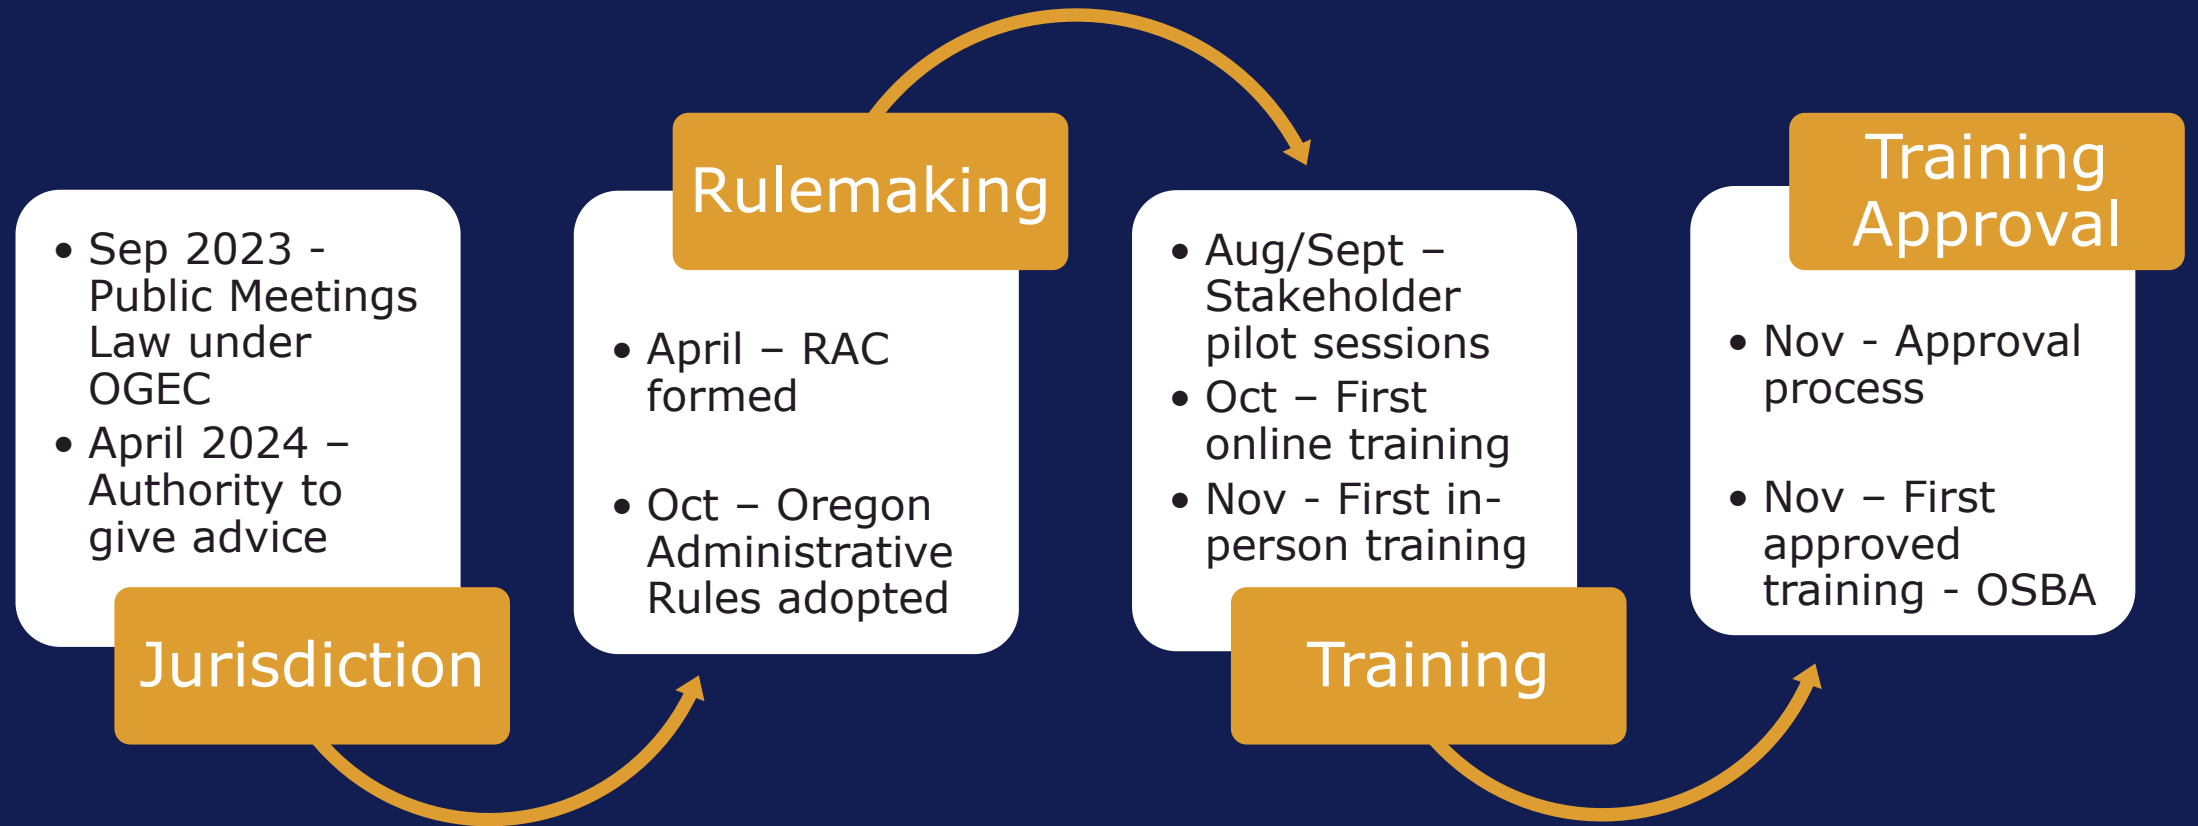 • Sep 2023 -
Public Meetings
Law under
OGEC
• April 2024 –
Authority to
give advice
Jurisdiction
Rulemaking
• April – RAC
formed
• Oct – Oregon
Administrative
Rules adopted
• Aug/Sept –
Stakeholder
pilot sessions
• Oct – First
online training
• Nov - First in-
person training
Training
Training
Approval
• Nov - Approval
process
• Nov – First
approved
training - OSBA